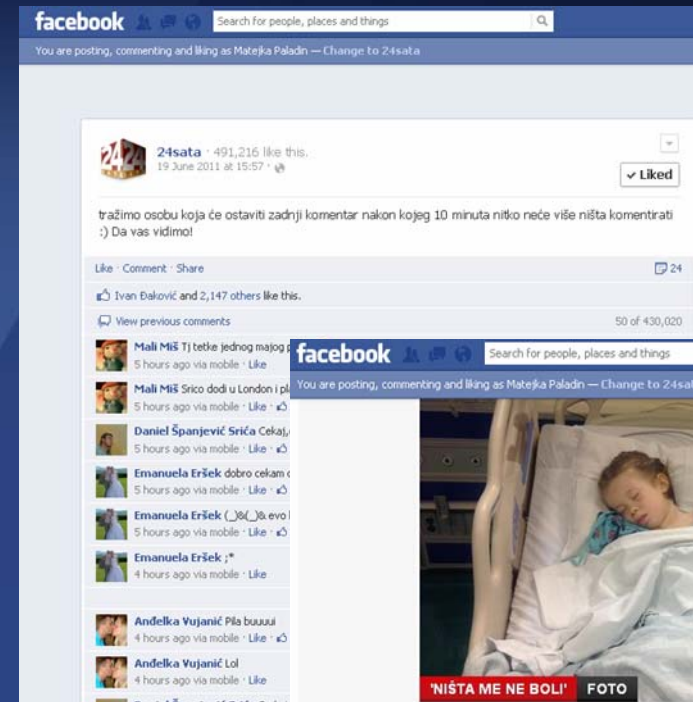 facebook
Search for people, places and things
You are posting, commenting and liking as Matejka Paladin — Change to 24sata
24sata · 491,216 like this.
19 June 2011 at 15:57 ·
Liked
tražimo osobu koja će ostaviti zadnji komentar nakon kojeg 10 minuta nitko neće više ništa komentirati
:) Da vas vidimo!
Like · Comment · Share
24
Ivan Đaković and 2,147 others like this.
View previous comments
50 of 430,020
Mali Miš Tj tetke jednog majog
5 hours ago via mobile · Like
Mali Miš Srico dodi u London i
5 hours ago via mobile · Like ·
Daniel Španjević Srića Cekaj,
5 hours ago via mobile · Like ·
Emanuela Eršek dobro cekam
5 hours ago via mobile · Like ·
Emanuela Eršek (_)&(_)& evo
5 hours ago via mobile · Like ·
Emanuela Eršek ;*
4 hours ago via mobile · Like
Anđelka Vujanić Pila buuuui
4 hours ago via mobile · Like ·
Anđelka Vujanić Lol
4 hours ago via mobile · Like
facebook
Search for people, places and things
You are posting, commenting and liking as Matejka Paladin — Change to 24sat
'NIŠTA ME NE BOLI' FOTO